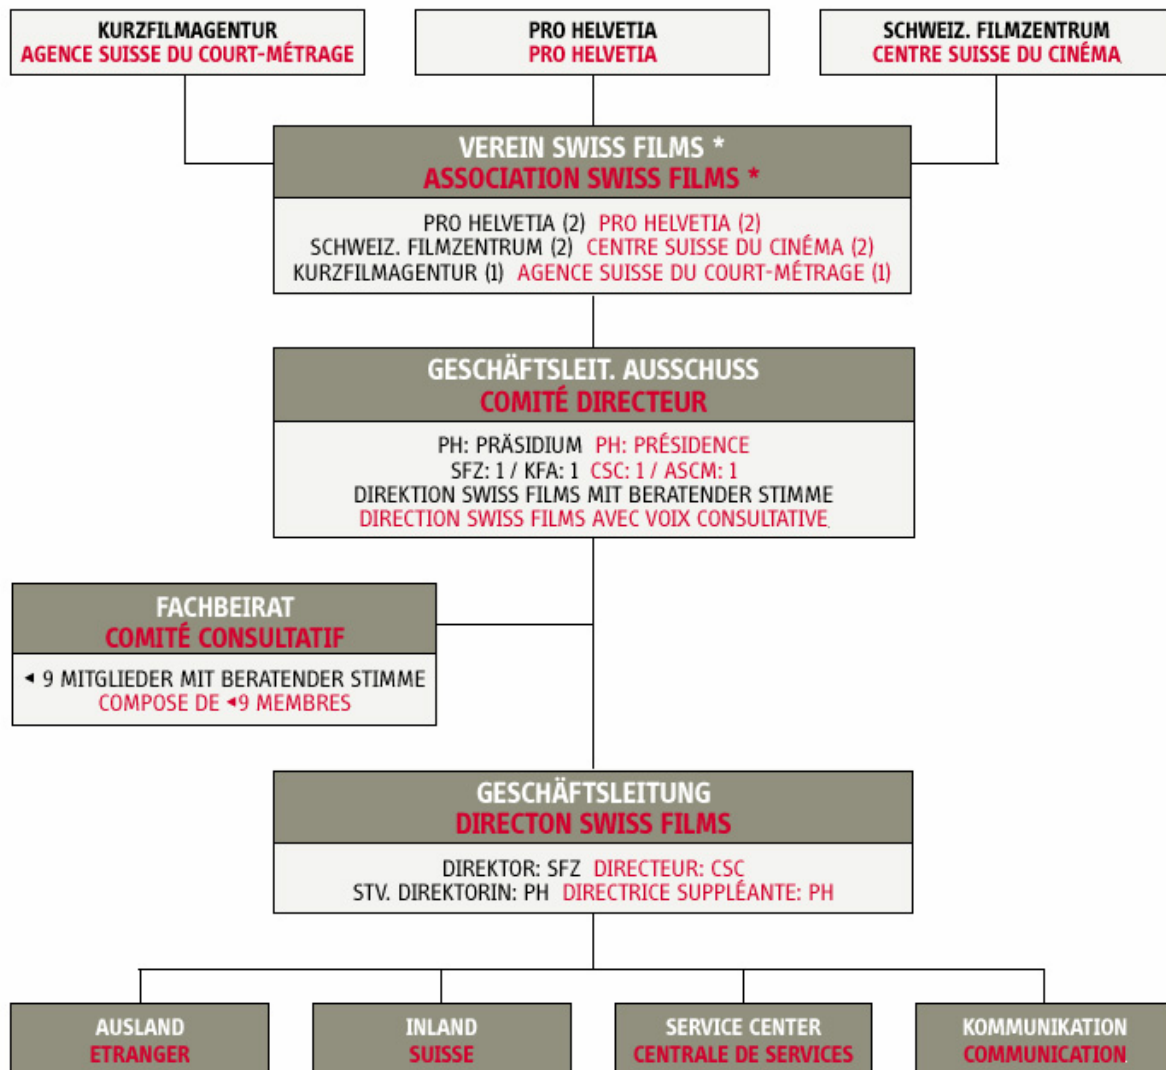 KURZFILMAGENTUR
AGENCE SUISSE DU COURT-MÉTRAGE
PRO HELVETIA
PRO HELVETIA
SCHWEIZ. FILMZENTRUM
CENTRE SUISSE DU CINÉMA
VEREIN SWISS FILMS *
ASSOCIATION SWISS FILMS *
PRO HELVETIA (2) PRO HELVETIA (2)
SCHWEIZ. FILMZENTRUM (2) CENTRE SUISSE DU CINÉMA (2)
KURZFILMAGENTUR (1) AGENCE SUISSE DU COURT-MÉTRAGE (1)
GESCHÄFTSLEIT. AUSSCHUSS
COMITÉ DIRECTEUR
PH: PRÄSIDIUM PH: PRÉSIDENCE
SFZ: 1 / KFA: 1 CSC: 1 / ASCM: 1
DIREKTION SWISS FILMS MIT BERATENDER STIMME
DIRECTION SWISS FILMS AVEC VOIX CONSULTATIVE
FACHBEIRAT
COMITÉ CONSULTATIF
◂ 9 MITGLIEDER MIT BERATENDER STIMME
COMPOSE DE ◂9 MEMBRES
GESCHÄFTSLEITUNG
DIRECTON SWISS FILMS
DIREKTOR: SFZ DIRECTEUR: CSC
STV. DIREKTORIN: PH DIRECTRICE SUPPLÉANTE: PH
AUSLAND
ETRANGER
INLAND
SUISSE
SERVICE CENTER
CENTRALE DE SERVICES
KOMMUNIKATION
COMMUNICATION